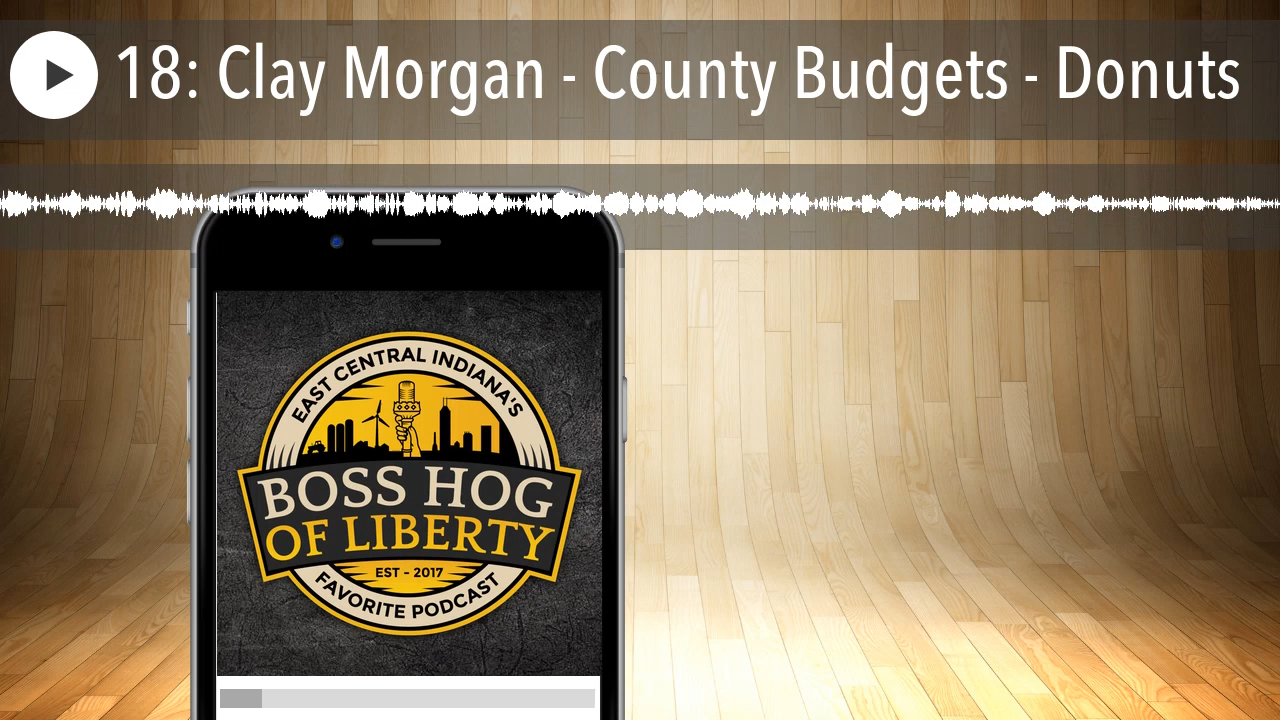 18: Clay Morgan - County Budgets - Donuts
EAST CENTRAL INDIANA'S
BOSS HOG
OF LIBERTY
EST - 2017
FAVORITE PODCAST